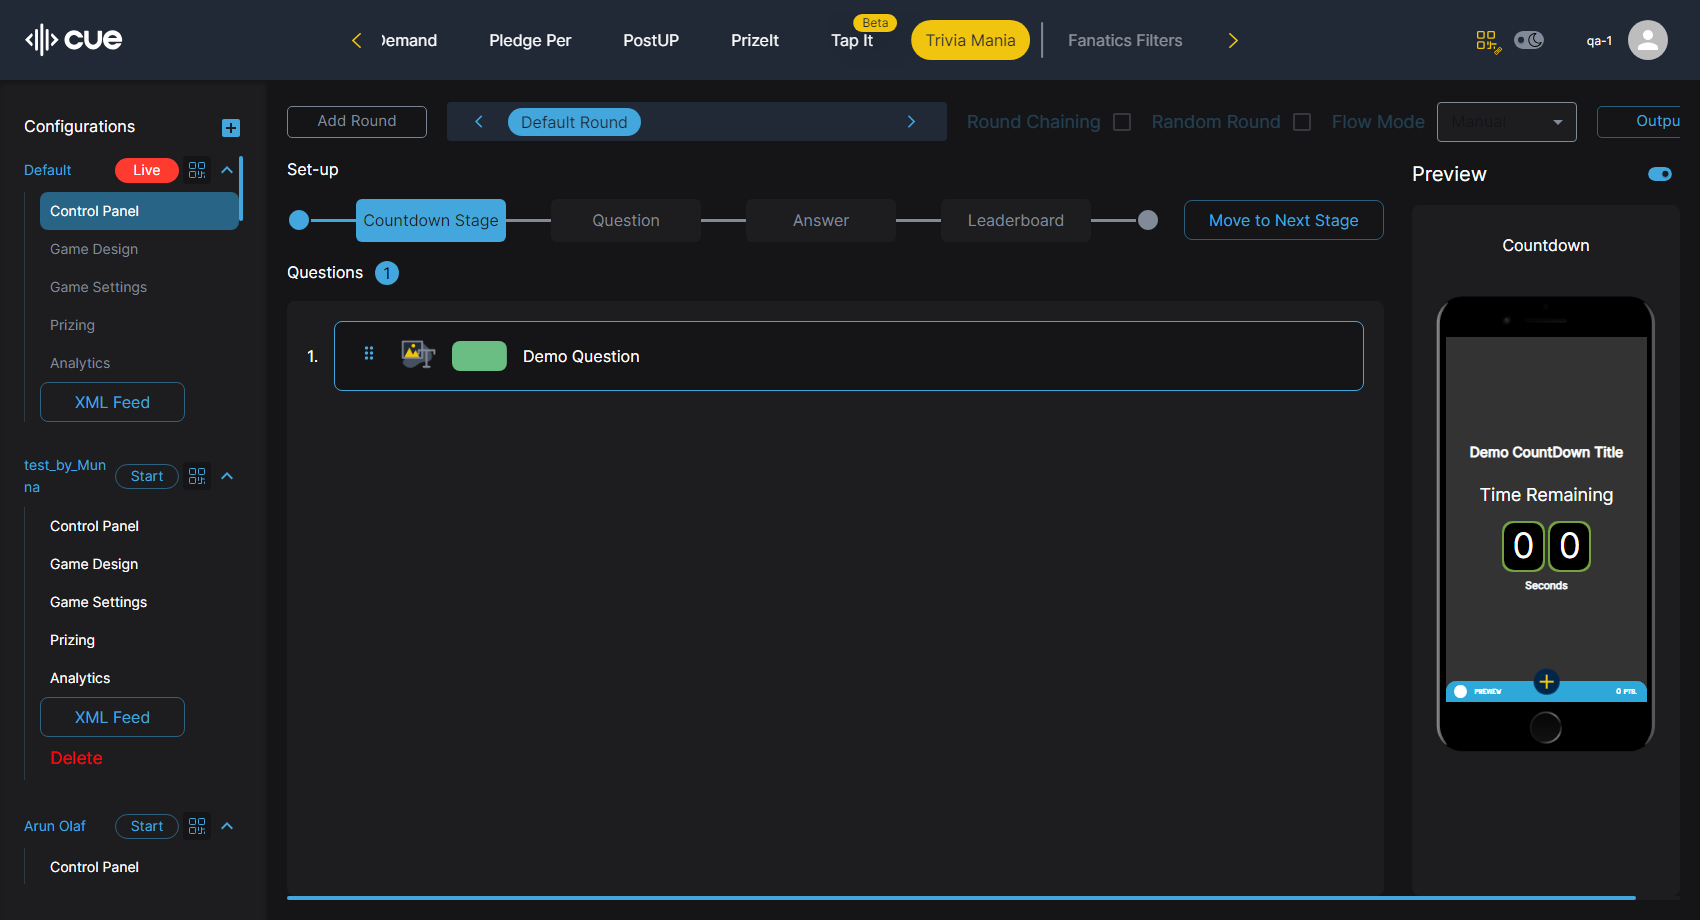 cue
Demand
Pledge Per
PostUP
PrizeIt
Tap It
Beta
Trivia Mania
Fanatics Filters
qa-1
Configurations
Default
Live
Control Panel
Game Design
Game Settings
Prizing
Analytics
XML Feed
test_by_Mun
na
Start
Control Panel
Game Design
Game Settings
Prizing
Analytics
XML Feed
Delete
Arun Olaf
Start
Control Panel
Add Round
Default Round
Round Chaining
Random Round
Flow Mode
Manual
Outpu
Set-up
Countdown Stage
Question
Answer
Leaderboard
Move to Next Stage
Questions 1
1.
Demo Question
Preview
Countdown
Demo CountDown Title
Time Remaining
0 0
Seconds
PREVIEW
0 PTS.